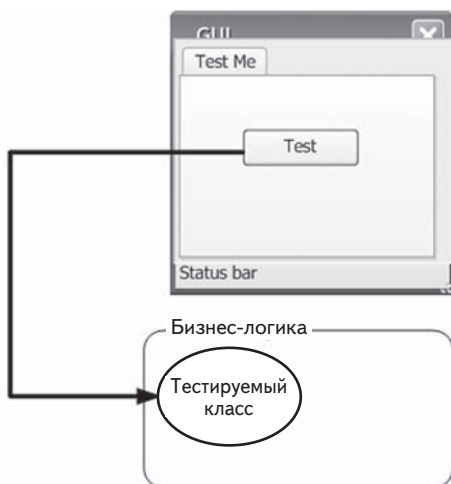 GUI
Test Me
Test
Status bar
Бизнес-логика
Тестируемый
класс